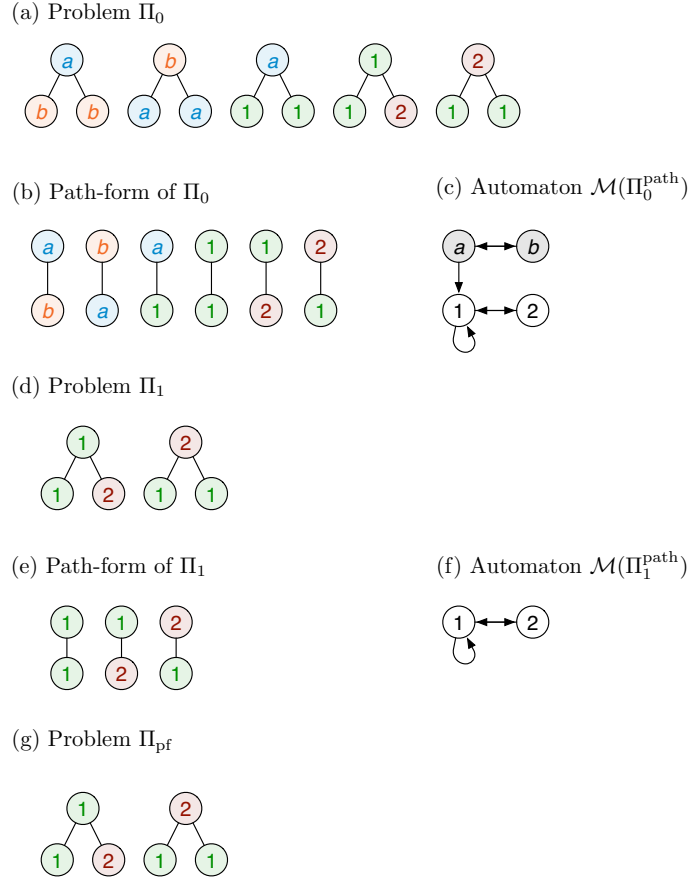 (a) Problem Π₀
a b a 1 2
b b a a 1 1 1 2 1 1
(b) Path-form of Π₀ (c) Automaton ℳ(Π₀ᵖᵃᵗʰ)
a b a 1 1 2 a b
b a 1 1 2 1 1 2
(d) Problem Π₁
1 2
1 2 1 1
(e) Path-form of Π₁ (f) Automaton ℳ(Π₁ᵖᵃᵗʰ)
1 1 2 1 2
1 2 1
(g) Problem Π_pf
1 2
1 2 1 1